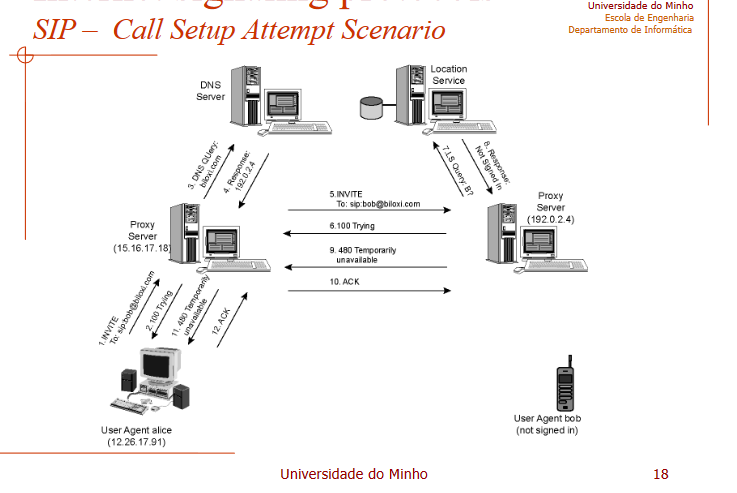 SIP – Call Setup Attempt Scenario
Universidade do Minho
Escola de Engenharia
Departamento de Informática
DNS
Server
Location
Service
3. DNS QUery:
biloxi.com
4. Response:
192.0.2.4
7.LS Query: B?
8. Response:
Not Signed in
5.INVITE
To: sip:bob@biloxi.com
6.100 Trying
9. 480 Temporarily
unavailable
10. ACK
Proxy
Server
(15.16.17.18)
Proxy
Server
(192.0.2.4)
1.INVITE
To: sip:bob@biloxi.com
2.100 Trying
11. 480 Temporarily
unavailable
12. ACK
User Agent alice
(12.26.17.91)
User Agent bob
(not signed in)
Universidade do Minho
18